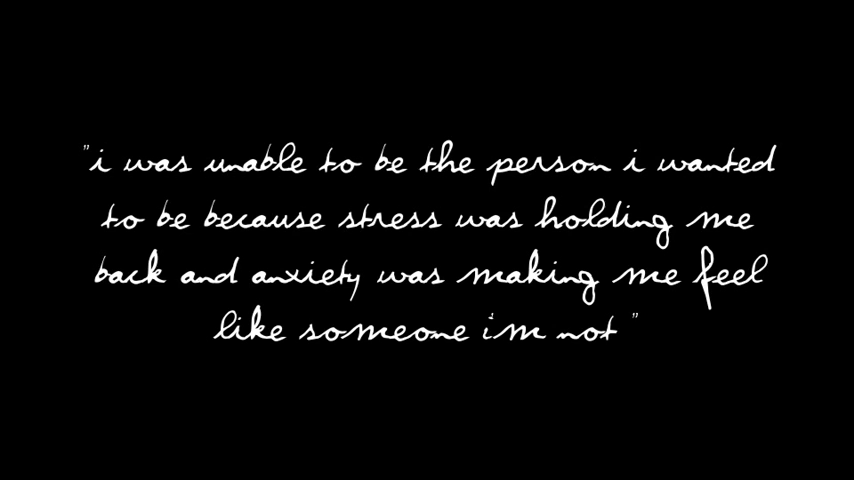 "i was unable to be the person i wanted
to be because stress was holding me
back and anxiety was making me feel
like someone i'm not "